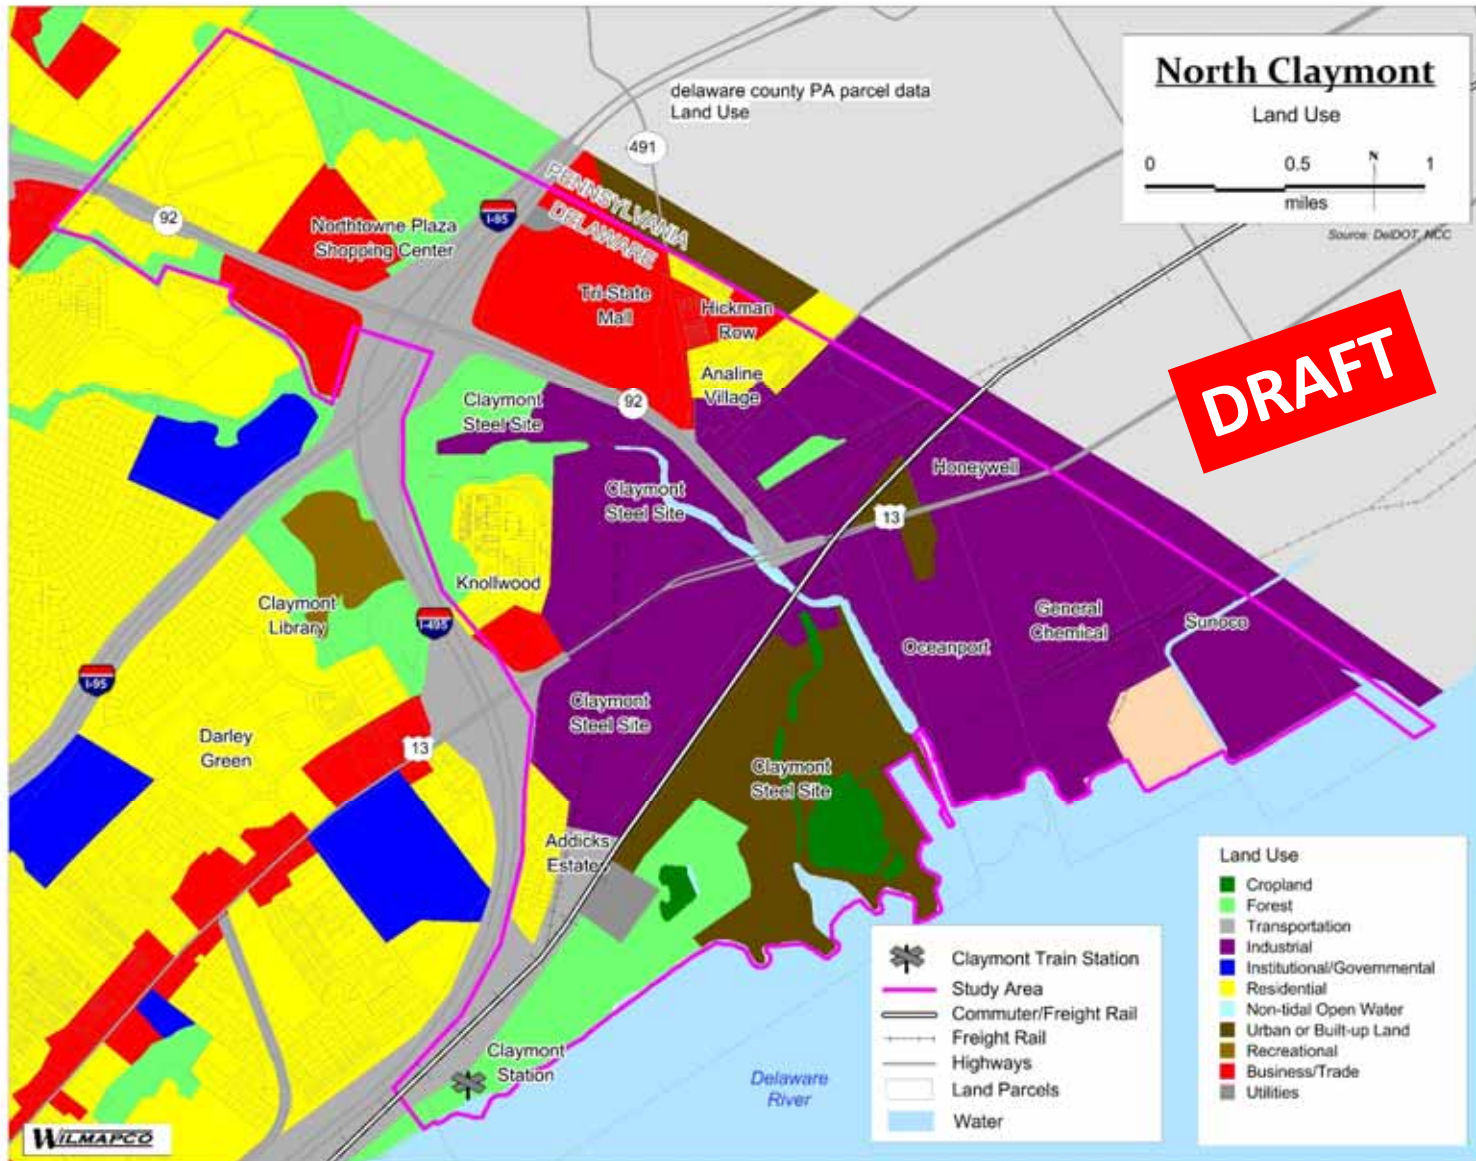 North Claymont
Land Use
0 0.5 1
N
miles
Source: DelDOT, NCC
DRAFT
delaware county PA parcel data
Land Use
491
PENNSYLVANIA
DELAWARE
I-95
92
Northtowne Plaza
Shopping Center
Tri-State
Mall
Hickman
Row
Analine
Village
92
Claymont
Steel Site
Claymont
Steel Site
Honeywell
13
Knollwood
Claymont
Library
I-495
General
Chemical
Sunoco
Oceanport
I-95
Claymont
Steel Site
Darley
Green
13
Claymont
Steel Site
Addicks
Estates
Claymont
Station
Delaware
River
Claymont Train Station
Study Area
Commuter/Freight Rail
Freight Rail
Highways
Land Parcels
Water
Land Use
Cropland
Forest
Transportation
Industrial
Institutional/Governmental
Residential
Non-tidal Open Water
Urban or Built-up Land
Recreational
Business/Trade
Utilities
WILMAPCO